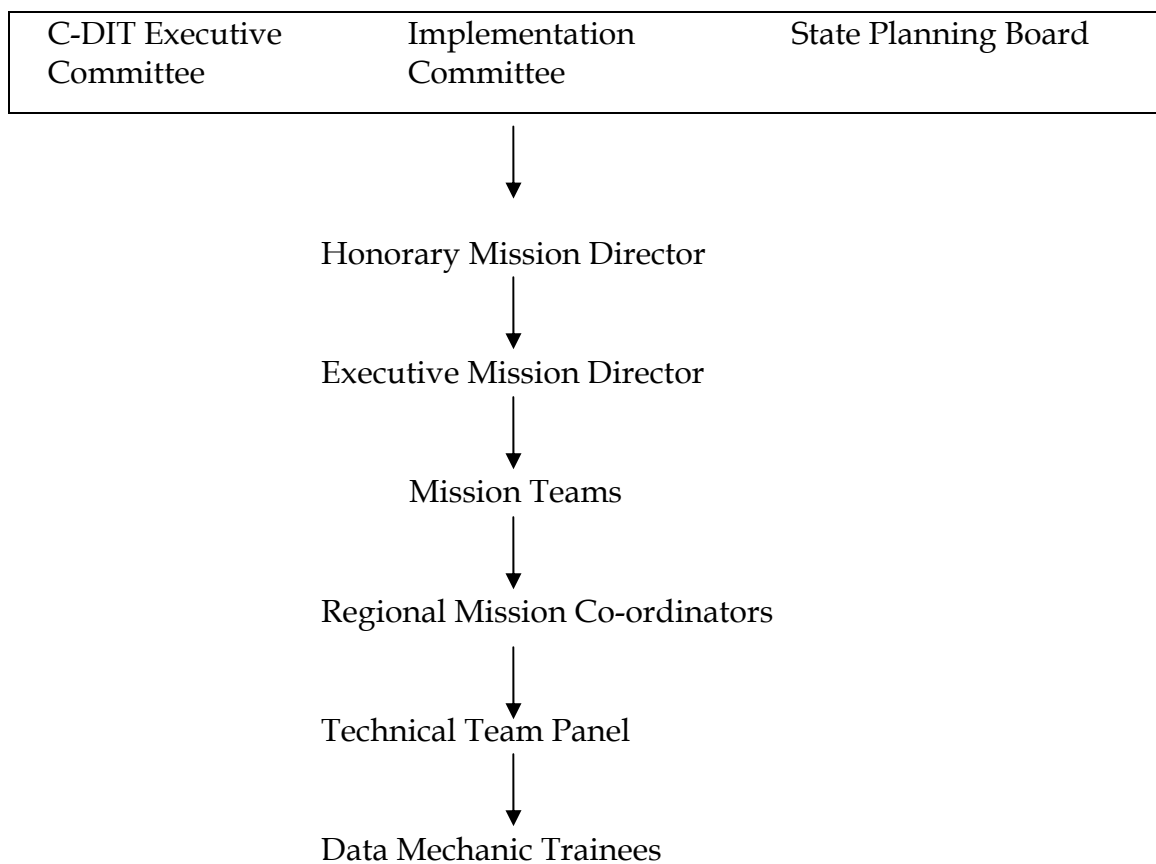 C-DIT Executive Committee
Implementation Committee
State Planning Board
Honorary Mission Director
Executive Mission Director
Mission Teams
Regional Mission Co-ordinators
Technical Team Panel
Data Mechanic Trainees